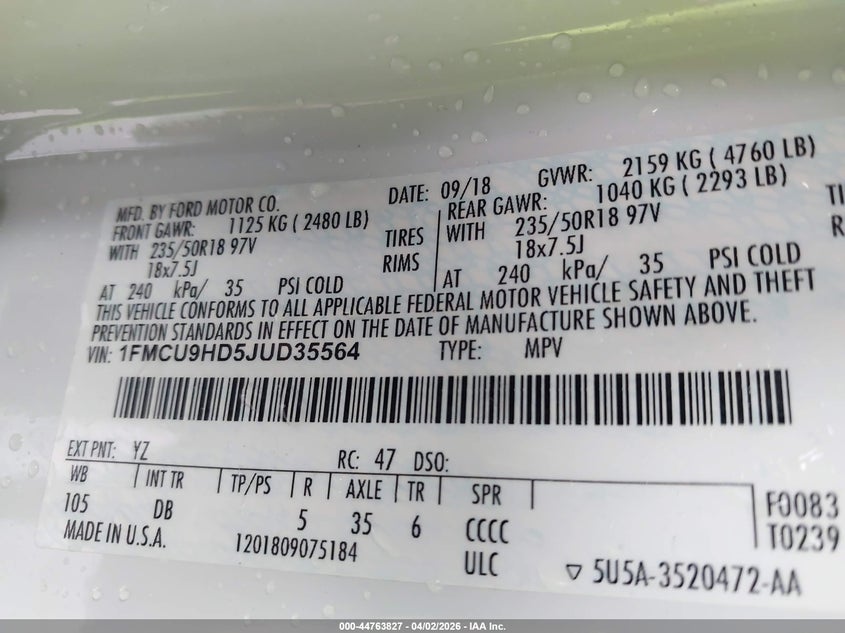 MFD. BY FORD MOTOR CO. DATE: 09/18 GVWR: 2159 KG ( 4760 LB)
FRONT GAWR: 1125 KG ( 2480 LB) REAR GAWR: 1040 KG ( 2293 LB)
WITH 235/50R18 97V TIRES WITH 235/50R18 97V TI
18x7.5J RIMS 18x7.5J R
AT 240 kPa/ 35 PSI COLD AT 240 kPa/ 35 PSI COLD
THIS VEHICLE CONFORMS TO ALL APPLICABLE FEDERAL MOTOR VEHICLE SAFETY AND THEFT
PREVENTION STANDARDS IN EFFECT ON THE DATE OF MANUFACTURE SHOWN ABOVE.
VIN: 1FMCU9HD5JUD35564 TYPE: MPV
EXT PNT: YZ RC: 47 DSO:
WB INT TR TP/PS R AXLE TR SPR
105 DB 5 35 6 CCCC F0083
MADE IN U.S.A. 1201809075184 ULC T0239
5U5A-3520472-AA
000-44763827 - 04/02/2026 - IAA Inc.